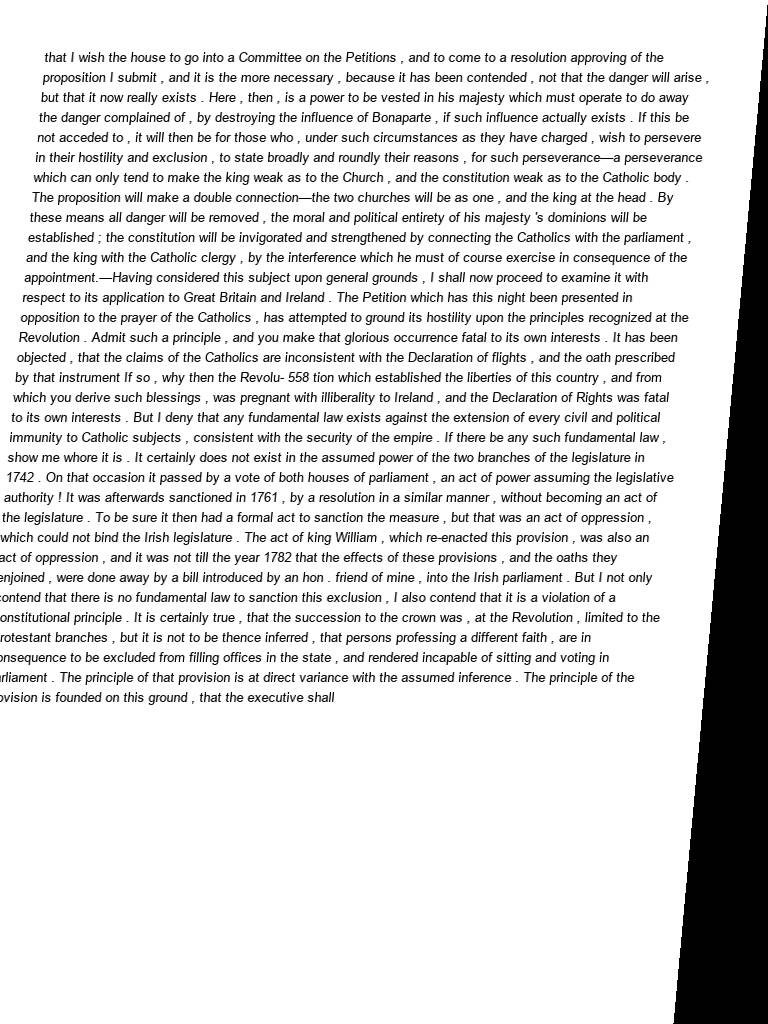 that I wish the house to go into a Committee on the Petitions , and to come to a resolution approving of the
proposition I submit , and it is the more necessary , because it has been contended , not that the danger will arise ,
but that it now really exists . Here , then , is a power to be vested in his majesty which must operate to do away
the danger complained of , by destroying the influence of Bonaparte , if such influence actually exists . If this be
not acceded to , it will then be for those who , under such circumstances as they have charged , wish to persevere
in their hostility and exclusion , to state broadly and roundly their reasons , for such perseverance—a perseverance
which can only tend to make the king weak as to the Church , and the constitution weak as to the Catholic body .
The proposition will make a double connection—the two churches will be as one , and the king at the head . By
these means all danger will be removed , the moral and political entirety of his majesty 's dominions will be
established ; the constitution will be invigorated and strengthened by connecting the Catholics with the parliament ,
and the king with the Catholic clergy , by the interference which he must of course exercise in consequence of the
appointment.—Having considered this subject upon general grounds , I shall now proceed to examine it with
respect to its application to Great Britain and Ireland . The Petition which has this night been presented in
opposition to the prayer of the Catholics , has attempted to ground its hostility upon the principles recognized at the
Revolution . Admit such a principle , and you make that glorious occurrence fatal to its own interests . It has been
objected , that the claims of the Catholics are inconsistent with the Declaration of flights , and the oath prescribed
by that instrument If so , why then the Revolu- 558 tion which established the liberties of this country , and from
which you derive such blessings , was pregnant with illiberality to Ireland , and the Declaration of Rights was fatal
to its own interests . But I deny that any fundamental law exists against the extension of every civil and political
immunity to Catholic subjects , consistent with the security of the empire . If there be any such fundamental law ,
show me whore it is . It certainly does not exist in the assumed power of the two branches of the legislature in
1742 . On that occasion it passed by a vote of both houses of parliament , an act of power assuming the legislative
authority ! It was afterwards sanctioned in 1761 , by a resolution in a similar manner , without becoming an act of
the legislature . To be sure it then had a formal act to sanction the measure , but that was an act of oppression ,
which could not bind the Irish legislature . The act of king William , which re-enacted this provision , was also an
act of oppression , and it was not till the year 1782 that the effects of these provisions , and the oaths they
enjoined , were done away by a bill introduced by an hon . friend of mine , into the Irish parliament . But I not only
contend that there is no fundamental law to sanction this exclusion , I also contend that it is a violation of a
onstitutional principle . It is certainly true , that the succession to the crown was , at the Revolution , limited to the
rotestant branches , but it is not to be thence inferred , that persons professing a different faith , are in
onsequence to be excluded from filling offices in the state , and rendered incapable of sitting and voting in
rliament . The principle of that provision is at direct variance with the assumed inference . The principle of the
ovision is founded on this ground , that the executive shall